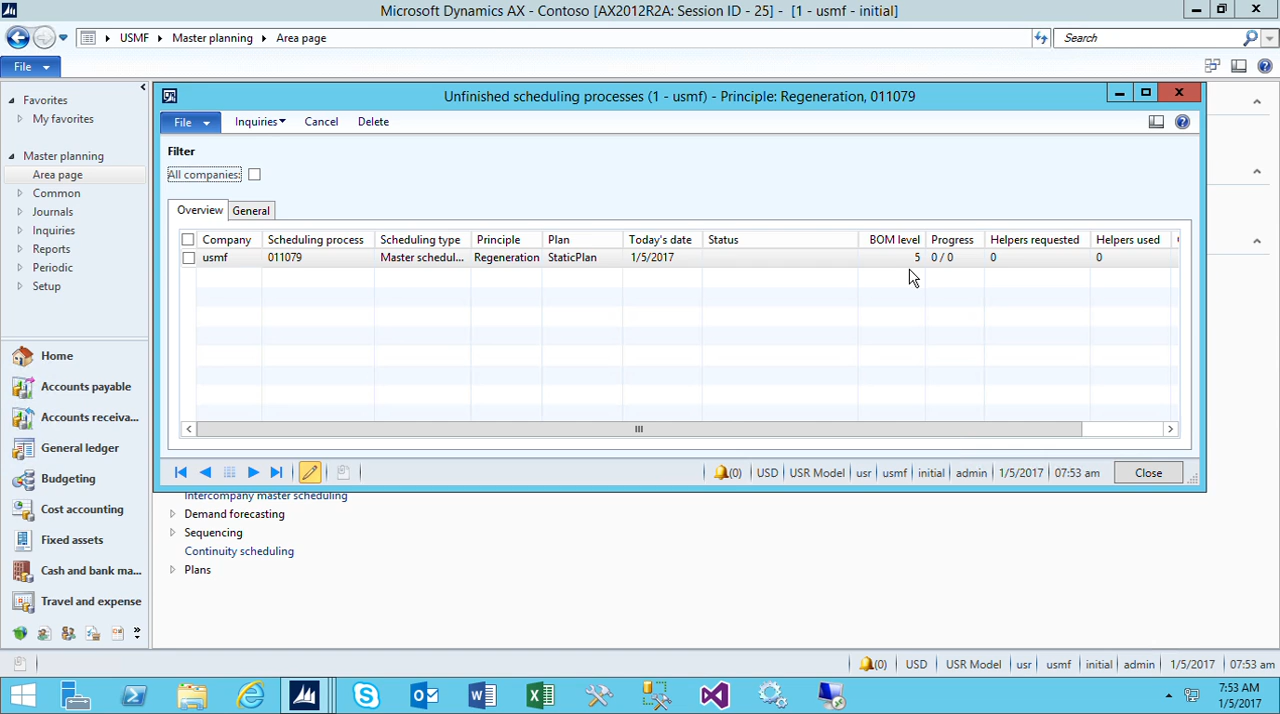 Microsoft Dynamics AX - Contoso [AX2012R2A: Session ID - 25] - [1 - usmf - initial]
USMF Master planning Area page Search
File
Favorites
My favorites
Master planning
Area page
Common
Journals
Inquiries
Reports
Periodic
Setup
Home
Accounts payable
Accounts receiva...
General ledger
Budgeting
Cost accounting
Fixed assets
Cash and bank ma...
Travel and expense
Unfinished scheduling processes (1 - usmf) - Principle: Regeneration, 011079
File Inquiries Cancel Delete
Filter
All companies:
Overview General
Company Scheduling process Scheduling type Principle Plan Today's date Status BOM level Progress Helpers requested Helpers used
usmf 011079 Master schedul... Regeneration StaticPlan 1/5/2017 5 0 / 0 0 0
(0) USD USR Model usr usmf initial admin 1/5/2017 07:53 am Close
Intercompany master scheduling
Demand forecasting
Sequencing
Continuity scheduling
Plans
(0) USD USR Model usr usmf initial admin 1/5/2017 07:53 am
7:53 AM
1/5/2017